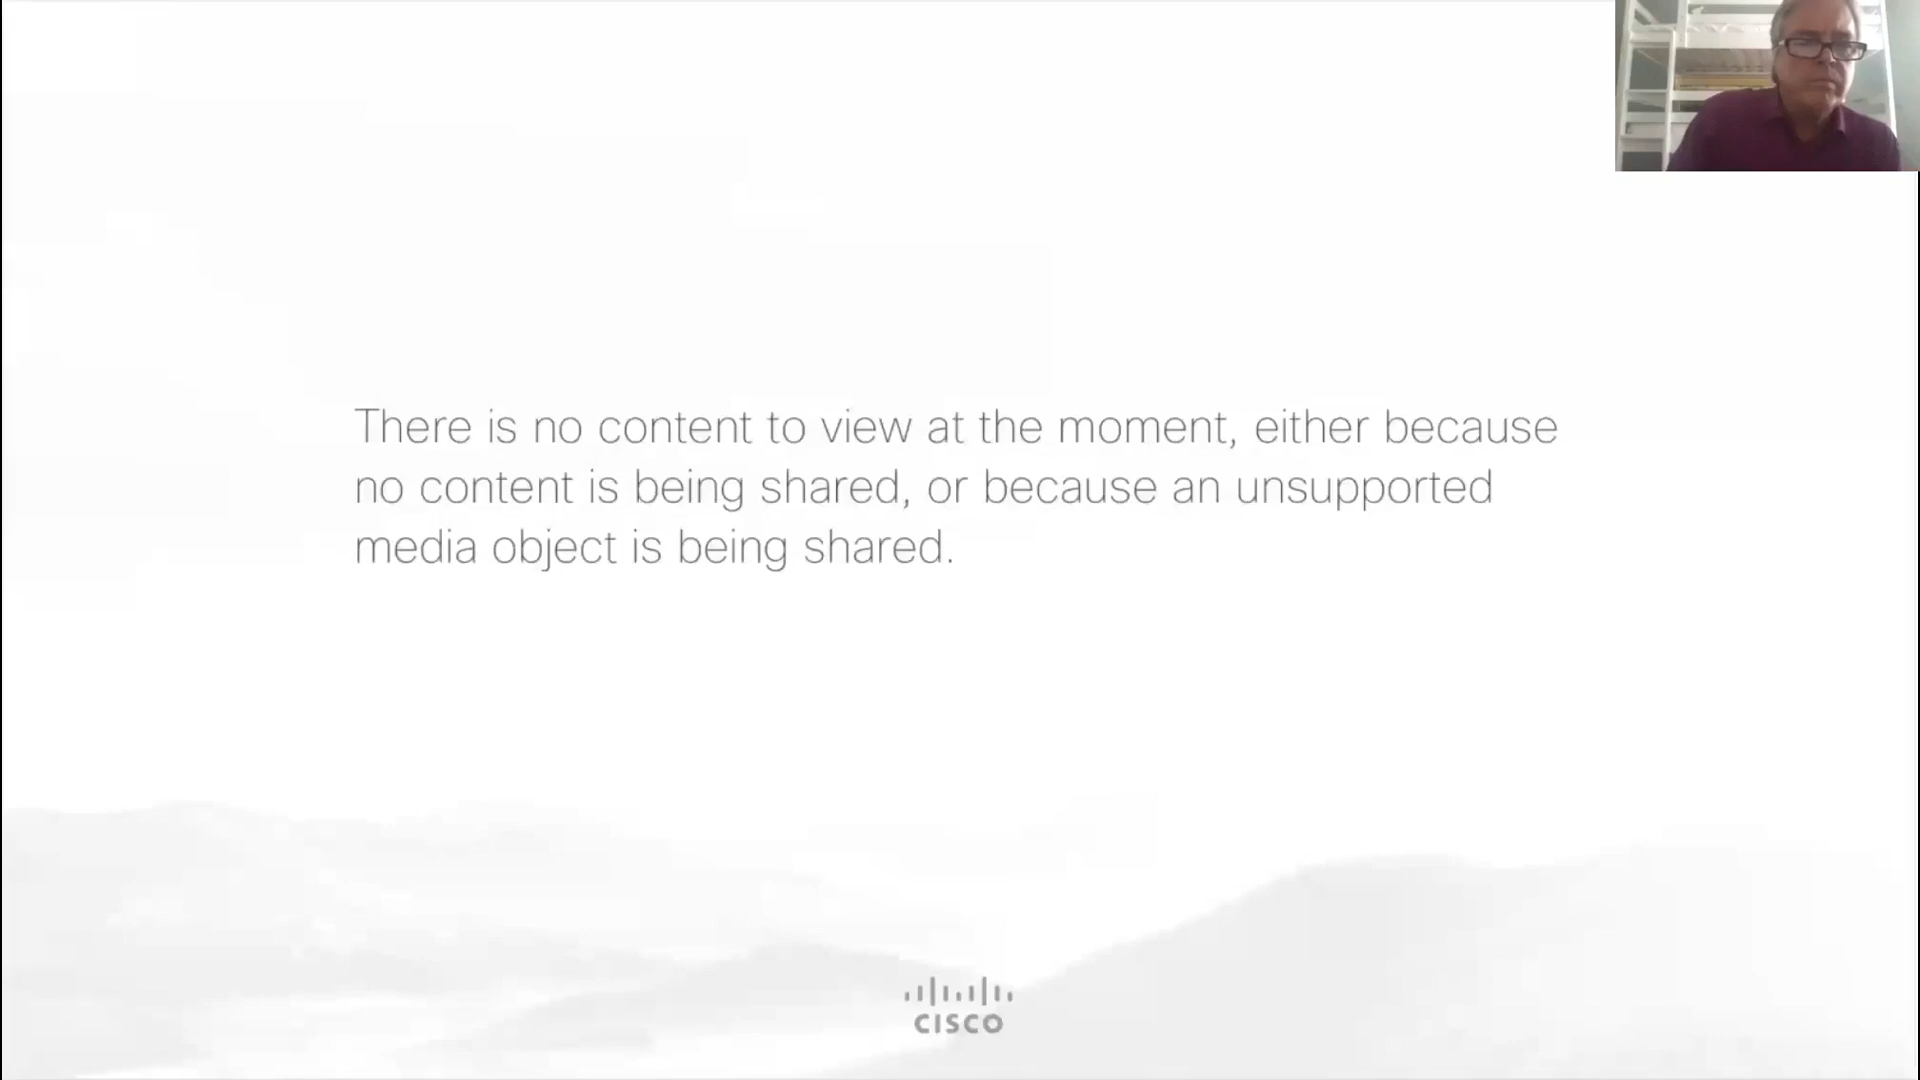 There is no content to view at the moment, either because
no content is being shared, or because an unsupported
media object is being shared.
CISCO